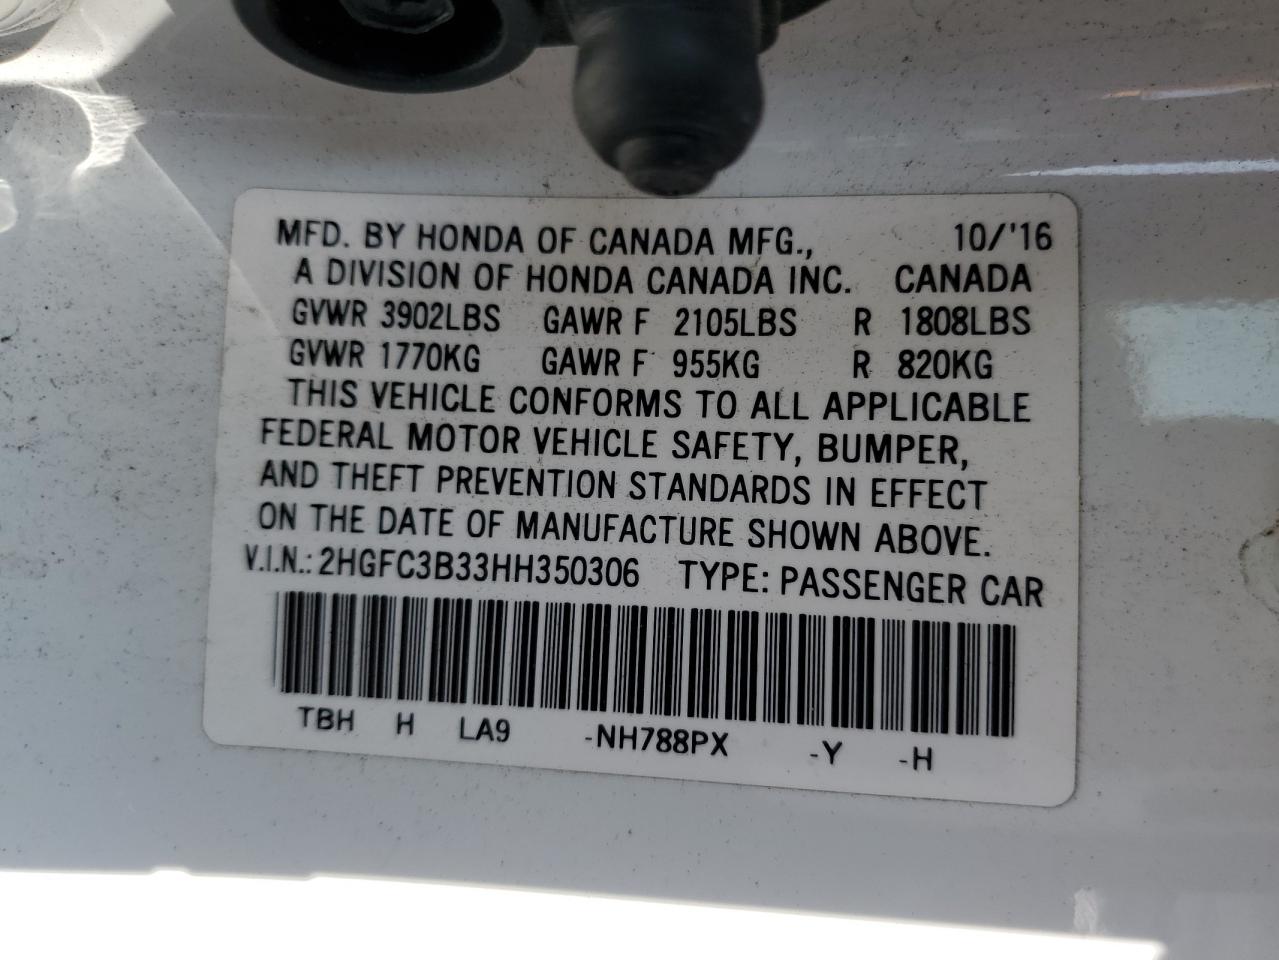 MFD. BY HONDA OF CANADA MFG., 10/'16
A DIVISION OF HONDA CANADA INC. CANADA
GVWR 3902LBS GAWR F 2105LBS R 1808LBS
GVWR 1770KG GAWR F 955KG R 820KG
THIS VEHICLE CONFORMS TO ALL APPLICABLE
FEDERAL MOTOR VEHICLE SAFETY, BUMPER,
AND THEFT PREVENTION STANDARDS IN EFFECT
ON THE DATE OF MANUFACTURE SHOWN ABOVE.
V.I.N.: 2HGFC3B33HH350306 TYPE: PASSENGER CAR
TBH H LA9 -NH788PX -Y -H